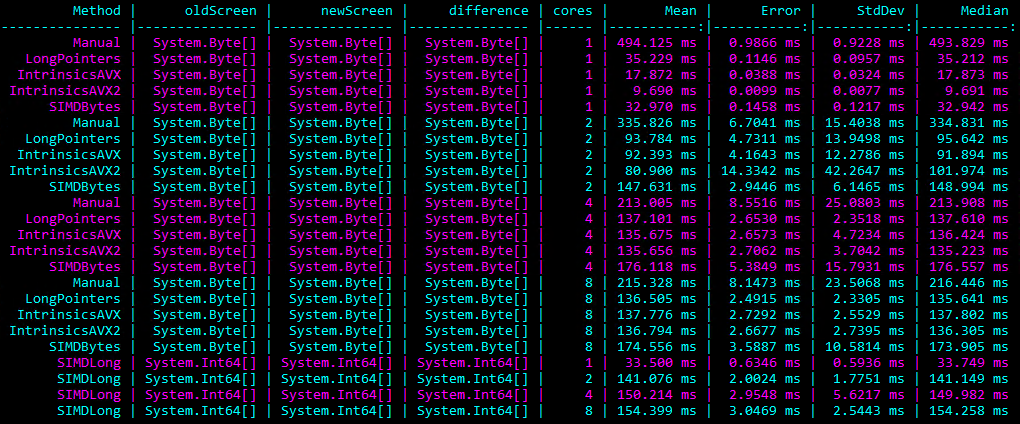 Method | oldScreen | newScreen | difference | cores | Mean | Error | StdDev | Median |
------------------ |---------------- |---------------- |---------------- |------ |-----------:|-----------:|-----------:|-----------:
Manual | System.Byte[] | System.Byte[] | System.Byte[] | 1 | 494.125 ms | 0.9866 ms | 0.9228 ms | 493.829 ms |
LongPointers | System.Byte[] | System.Byte[] | System.Byte[] | 1 | 35.229 ms | 0.1146 ms | 0.0957 ms | 35.212 ms |
IntrinsicsAVX | System.Byte[] | System.Byte[] | System.Byte[] | 1 | 17.872 ms | 0.0388 ms | 0.0324 ms | 17.873 ms |
IntrinsicsAVX2 | System.Byte[] | System.Byte[] | System.Byte[] | 1 | 9.690 ms | 0.0099 ms | 0.0077 ms | 9.691 ms |
SIMDBytes | System.Byte[] | System.Byte[] | System.Byte[] | 1 | 32.970 ms | 0.1458 ms | 0.1217 ms | 32.942 ms |
Manual | System.Byte[] | System.Byte[] | System.Byte[] | 2 | 335.826 ms | 6.7041 ms | 15.4038 ms | 334.831 ms |
LongPointers | System.Byte[] | System.Byte[] | System.Byte[] | 2 | 93.784 ms | 4.7311 ms | 13.9498 ms | 95.642 ms |
IntrinsicsAVX | System.Byte[] | System.Byte[] | System.Byte[] | 2 | 92.393 ms | 4.1643 ms | 12.2786 ms | 91.894 ms |
IntrinsicsAVX2 | System.Byte[] | System.Byte[] | System.Byte[] | 2 | 80.900 ms | 14.3342 ms | 42.2647 ms | 101.974 ms |
SIMDBytes | System.Byte[] | System.Byte[] | System.Byte[] | 2 | 147.631 ms | 2.9446 ms | 6.1465 ms | 148.994 ms |
Manual | System.Byte[] | System.Byte[] | System.Byte[] | 4 | 213.005 ms | 8.5516 ms | 25.0803 ms | 213.908 ms |
LongPointers | System.Byte[] | System.Byte[] | System.Byte[] | 4 | 137.101 ms | 2.6530 ms | 2.3518 ms | 137.610 ms |
IntrinsicsAVX | System.Byte[] | System.Byte[] | System.Byte[] | 4 | 135.675 ms | 2.6573 ms | 4.7234 ms | 136.424 ms |
IntrinsicsAVX2 | System.Byte[] | System.Byte[] | System.Byte[] | 4 | 135.656 ms | 2.7062 ms | 3.7042 ms | 135.223 ms |
SIMDBytes | System.Byte[] | System.Byte[] | System.Byte[] | 4 | 176.118 ms | 5.3849 ms | 15.7931 ms | 176.557 ms |
Manual | System.Byte[] | System.Byte[] | System.Byte[] | 8 | 215.328 ms | 8.1473 ms | 23.5068 ms | 216.446 ms |
LongPointers | System.Byte[] | System.Byte[] | System.Byte[] | 8 | 136.505 ms | 2.4915 ms | 2.3305 ms | 135.641 ms |
IntrinsicsAVX | System.Byte[] | System.Byte[] | System.Byte[] | 8 | 137.776 ms | 2.7292 ms | 2.5529 ms | 137.802 ms |
IntrinsicsAVX2 | System.Byte[] | System.Byte[] | System.Byte[] | 8 | 136.794 ms | 2.6677 ms | 2.7395 ms | 136.305 ms |
SIMDBytes | System.Byte[] | System.Byte[] | System.Byte[] | 8 | 174.556 ms | 3.5887 ms | 10.5814 ms | 173.905 ms |
SIMDLong | System.Int64[] | System.Int64[] | System.Int64[] | 1 | 33.500 ms | 0.6346 ms | 0.5936 ms | 33.749 ms |
SIMDLong | System.Int64[] | System.Int64[] | System.Int64[] | 2 | 141.076 ms | 2.0024 ms | 1.7751 ms | 141.149 ms |
SIMDLong | System.Int64[] | System.Int64[] | System.Int64[] | 4 | 150.214 ms | 2.9548 ms | 5.6217 ms | 149.982 ms |
SIMDLong | System.Int64[] | System.Int64[] | System.Int64[] | 8 | 154.399 ms | 3.0469 ms | 2.5443 ms | 154.258 ms |